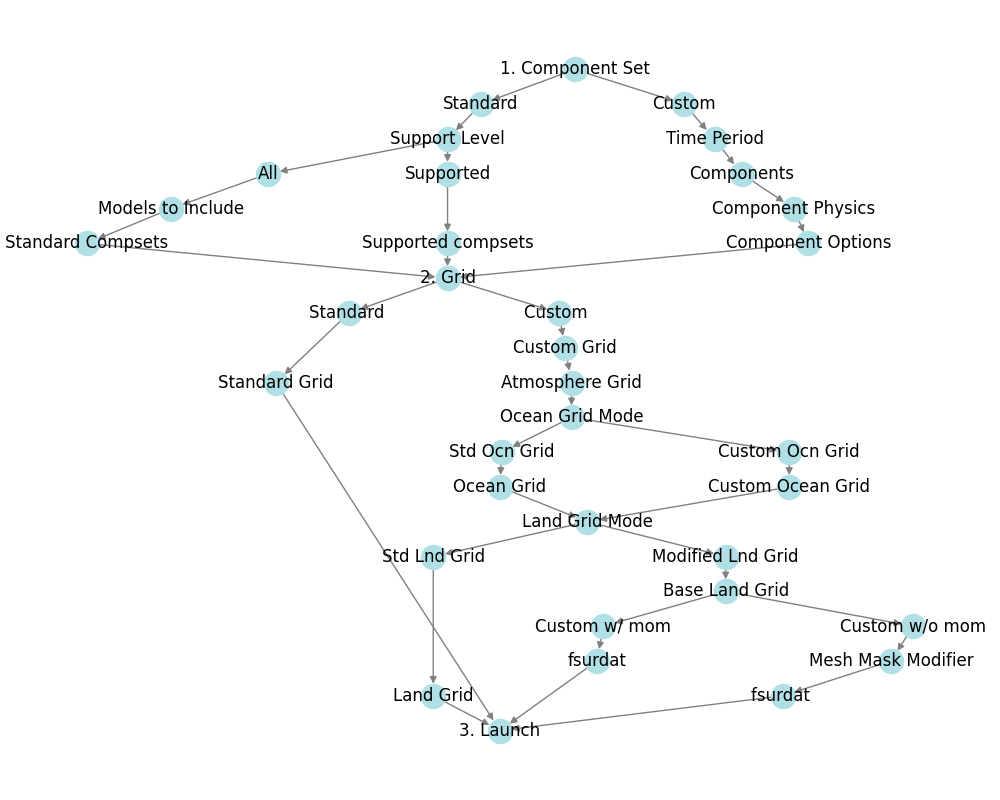 1. Component Set
Standard
Custom
Support Level
Time Period
All
Supported
Components
Models to Include
Component Physics
Standard Compsets
Supported compsets
Component Options
2. Grid
Standard
Custom
Custom Grid
Standard Grid
Atmosphere Grid
Ocean Grid Mode
Std Ocn Grid
Custom Ocn Grid
Ocean Grid
Custom Ocean Grid
Land Grid Mode
Std Lnd Grid
Modified Lnd Grid
Base Land Grid
Custom w/ mom
Custom w/o mom
fsurdat
Mesh Mask Modifier
Land Grid
fsurdat
3. Launch